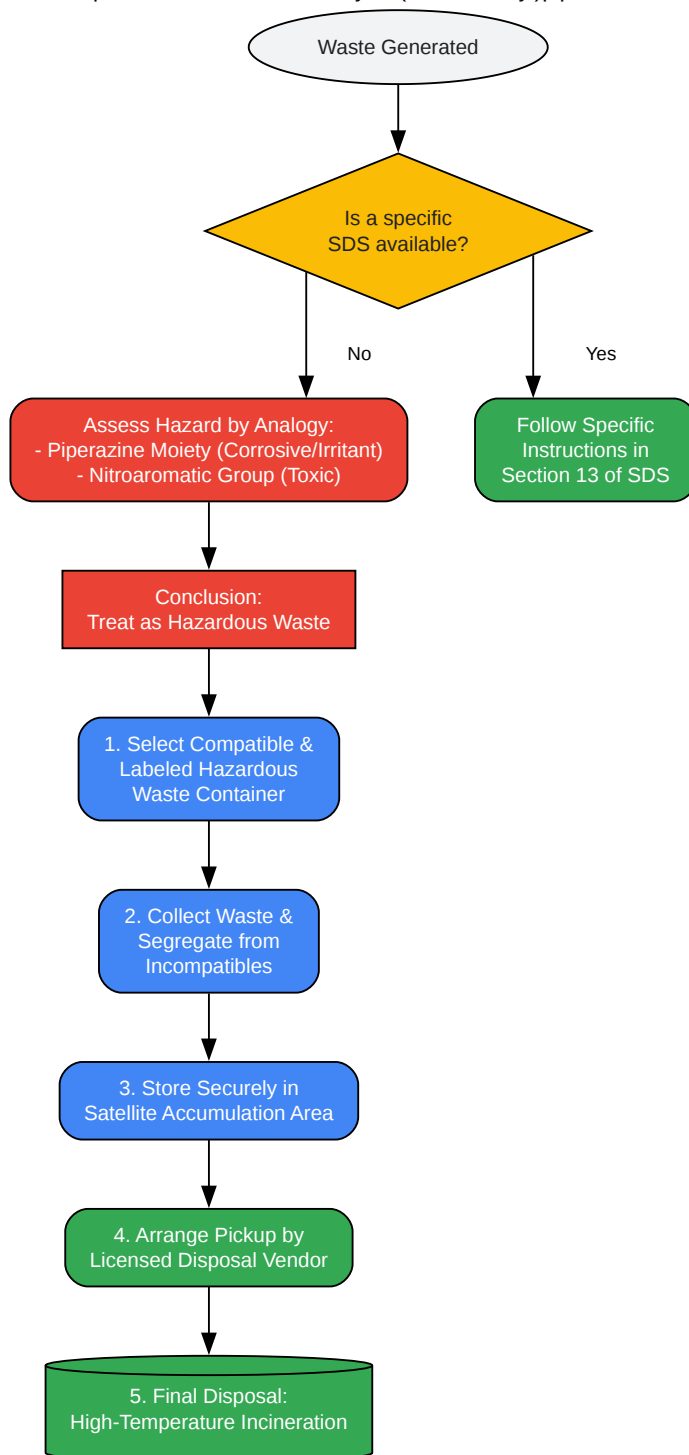 Waste Generated
Is a specific
SDS available?
No
Yes
Assess Hazard by Analogy:
- Piperazine Moiety (Corrosive/Irritant)
- Nitroaromatic Group (Toxic)
Follow Specific
Instructions in
Section 13 of SDS
Conclusion:
Treat as Hazardous Waste
1. Select Compatible &
Labeled Hazardous
Waste Container
2. Collect Waste &
Segregate from
Incompatibles
3. Store Securely in
Satellite Accumulation Area
4. Arrange Pickup by
Licensed Disposal Vendor
5. Final Disposal:
High-Temperature Incineration